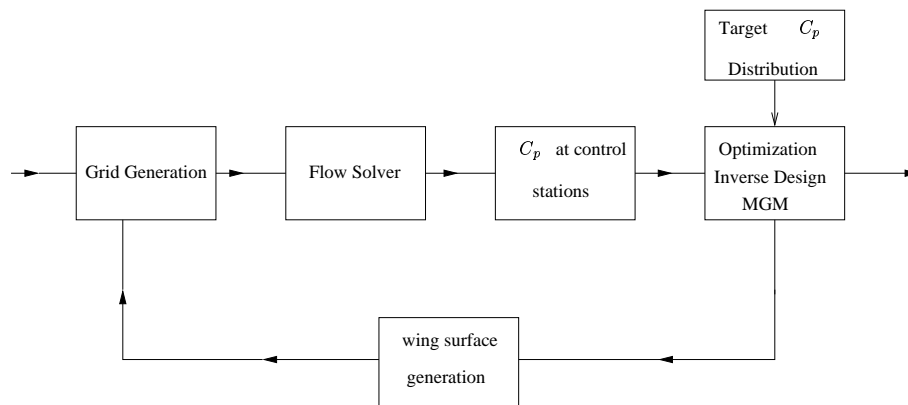 Target C_p
Distribution
Grid Generation
Flow Solver
C_p at control
stations
Optimization
Inverse Design
MGM
wing surface
generation